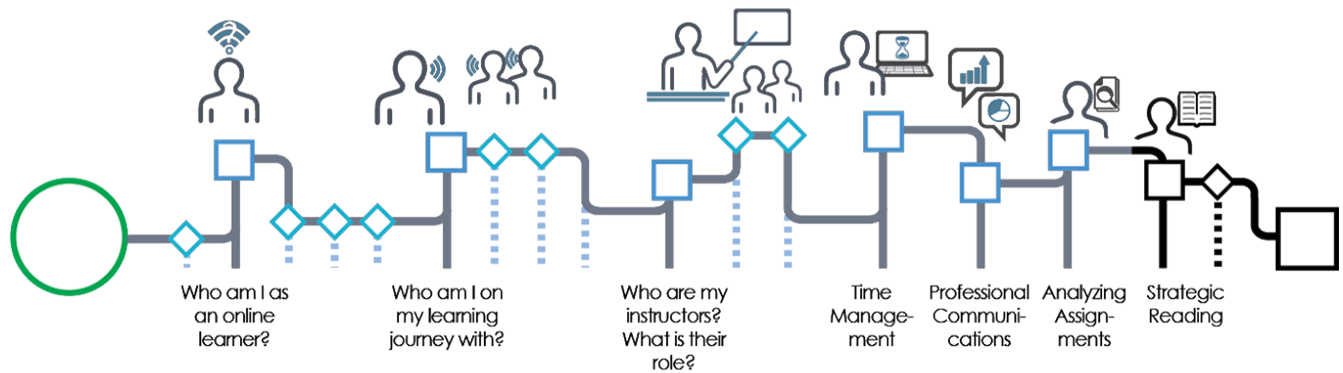 Who am I as
an online
learner?
Who am I on
my learning
journey with?
Who are my
instructors?
What is their
role?
Time
Manage-
ment
Professional
Communi-
cations
Analyzing
Assign-
ments
Strategic
Reading